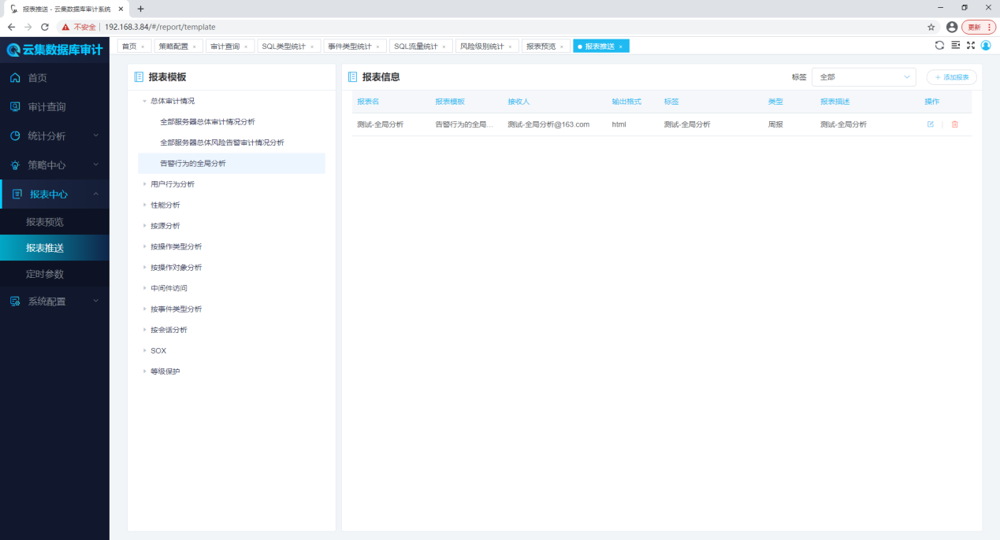 报表推送 - 云集数据库审计系统
不安全 192.168.3.84/#/report/template 更新
云集数据库审计
首页 策略配置 审计查询 SQL类型统计 事件类型统计 SQL流量统计 风险级别统计 报表预览 报表推送
首页
审计查询
统计分析
策略中心
报表中心
报表预览
报表推送
定时参数
系统配置
报表模板
总体审计情况
全部服务器总体审计情况分析
全部服务器总体风险告警审计情况分析
告警行为的全局分析
用户行为分析
性能分析
按源分析
按操作类型分析
按操作对象分析
中间件访问
按事件类型分析
按会话分析
SOX
等级保护
报表信息 标签 全部 + 添加报表
报表名 报表模板 接收人 输出格式 标签 类型 报表描述 操作
测试-全局分析 告警行为的全局... 测试-全局分析@163.com html 测试-全局分析 周报 测试-全局分析